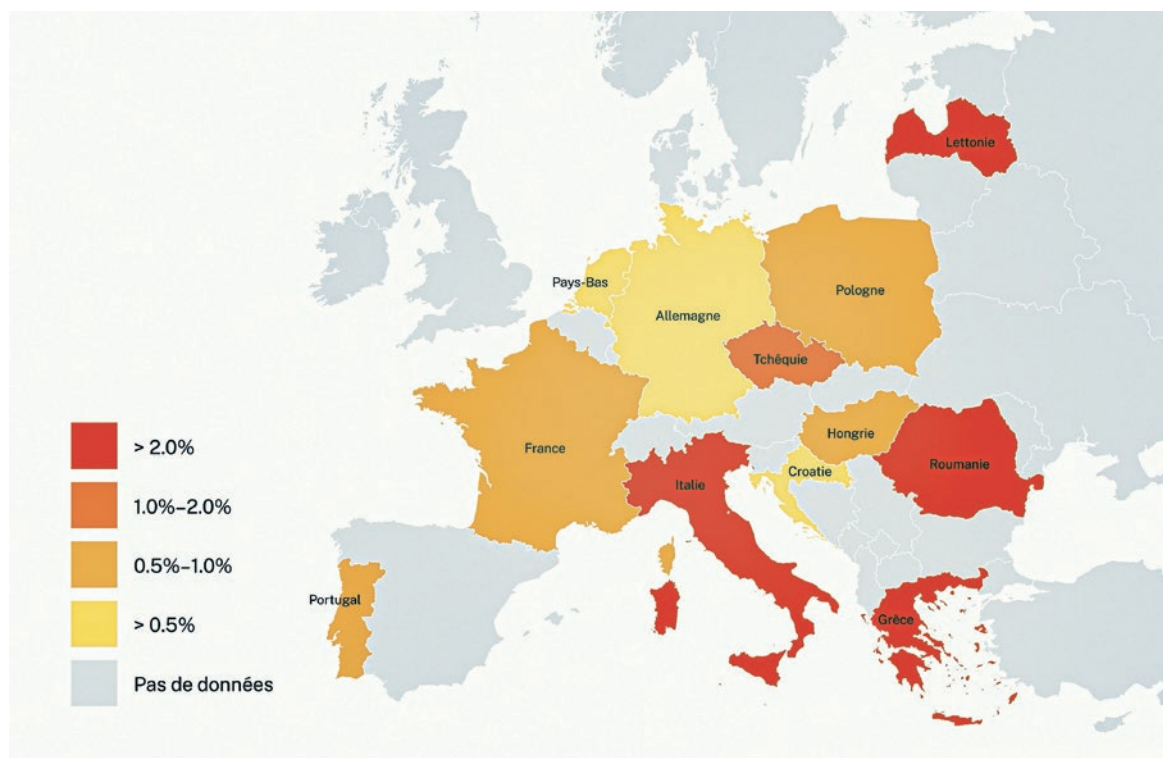 Lettonie
Pays-Bas
Pologne
Allemagne
Tchéquie
France
Hongrie
Roumanie
Croatie
Italie
Portugal
Grèce
> 2.0%
1.0%–2.0%
0.5%–1.0%
> 0.5%
Pas de données